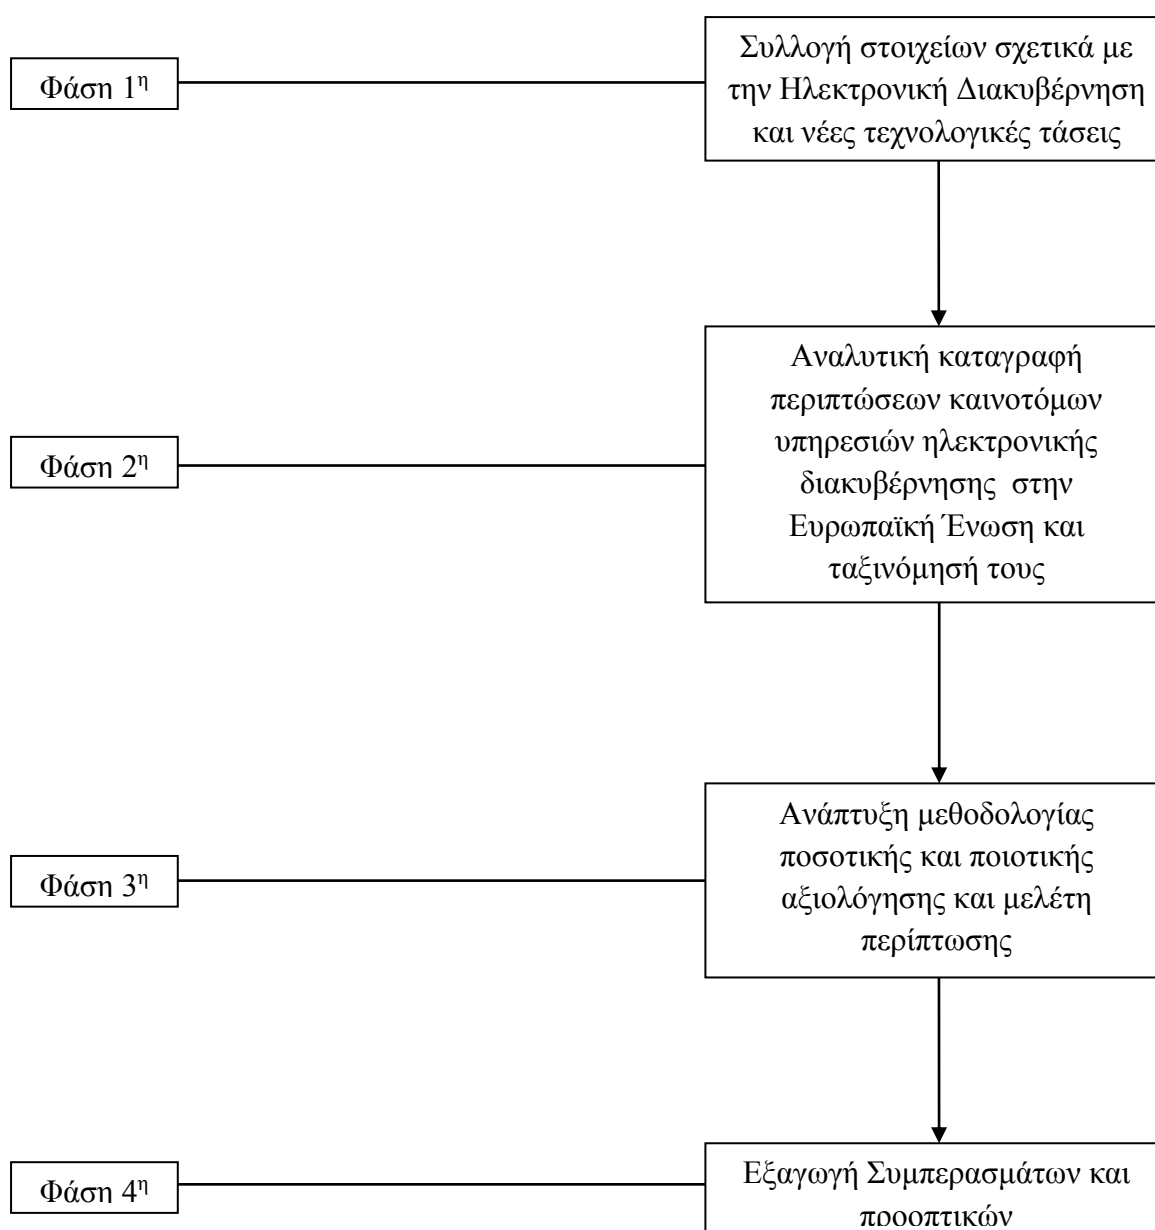 Φάση 1η
Συλλογή στοιχείων σχετικά με
την Ηλεκτρονική Διακυβέρνηση
και νέες τεχνολογικές τάσεις
Φάση 2η
Αναλυτική καταγραφή
περιπτώσεων καινοτόμων
υπηρεσιών ηλεκτρονικής
διακυβέρνησης στην
Ευρωπαϊκή Ένωση και
ταξινόμησή τους
Φάση 3η
Ανάπτυξη μεθοδολογίας
ποσοτικής και ποιοτικής
αξιολόγησης και μελέτη
περίπτωσης
Φάση 4η
Εξαγωγή Συμπερασμάτων και
προοπτικών